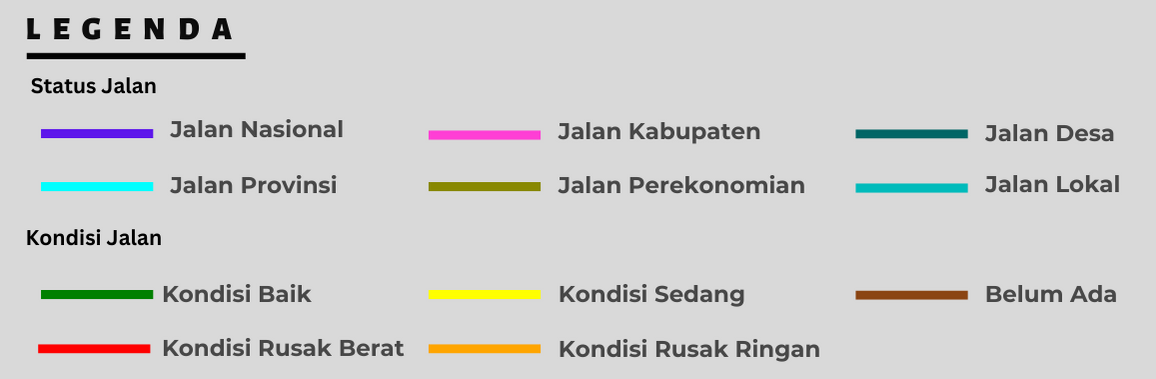 LEGENDA
Status Jalan
Jalan Nasional
Jalan Kabupaten
Jalan Desa
Jalan Provinsi
Jalan Perekonomian
Jalan Lokal
Kondisi Jalan
Kondisi Baik
Kondisi Sedang
Belum Ada
Kondisi Rusak Berat
Kondisi Rusak Ringan